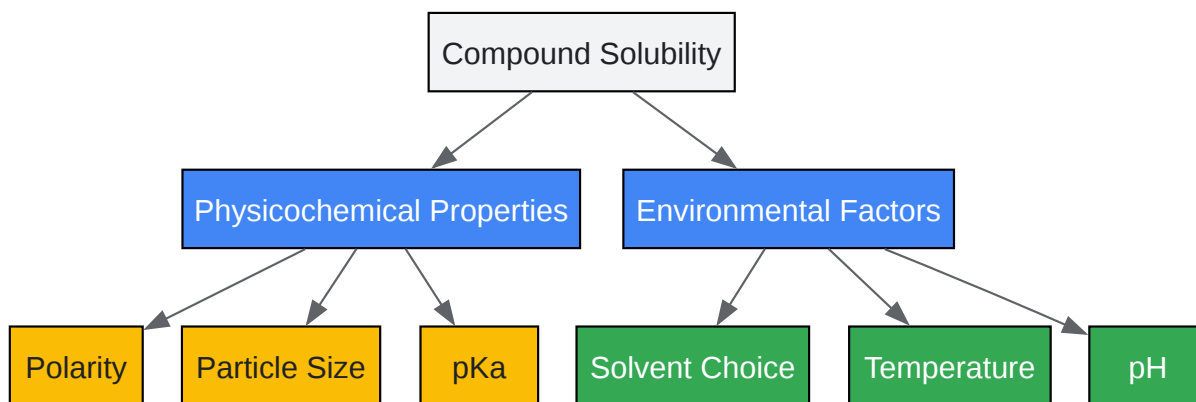 Compound Solubility
Physicochemical Properties
Environmental Factors
Polarity
Particle Size
pKa
Solvent Choice
Temperature
pH